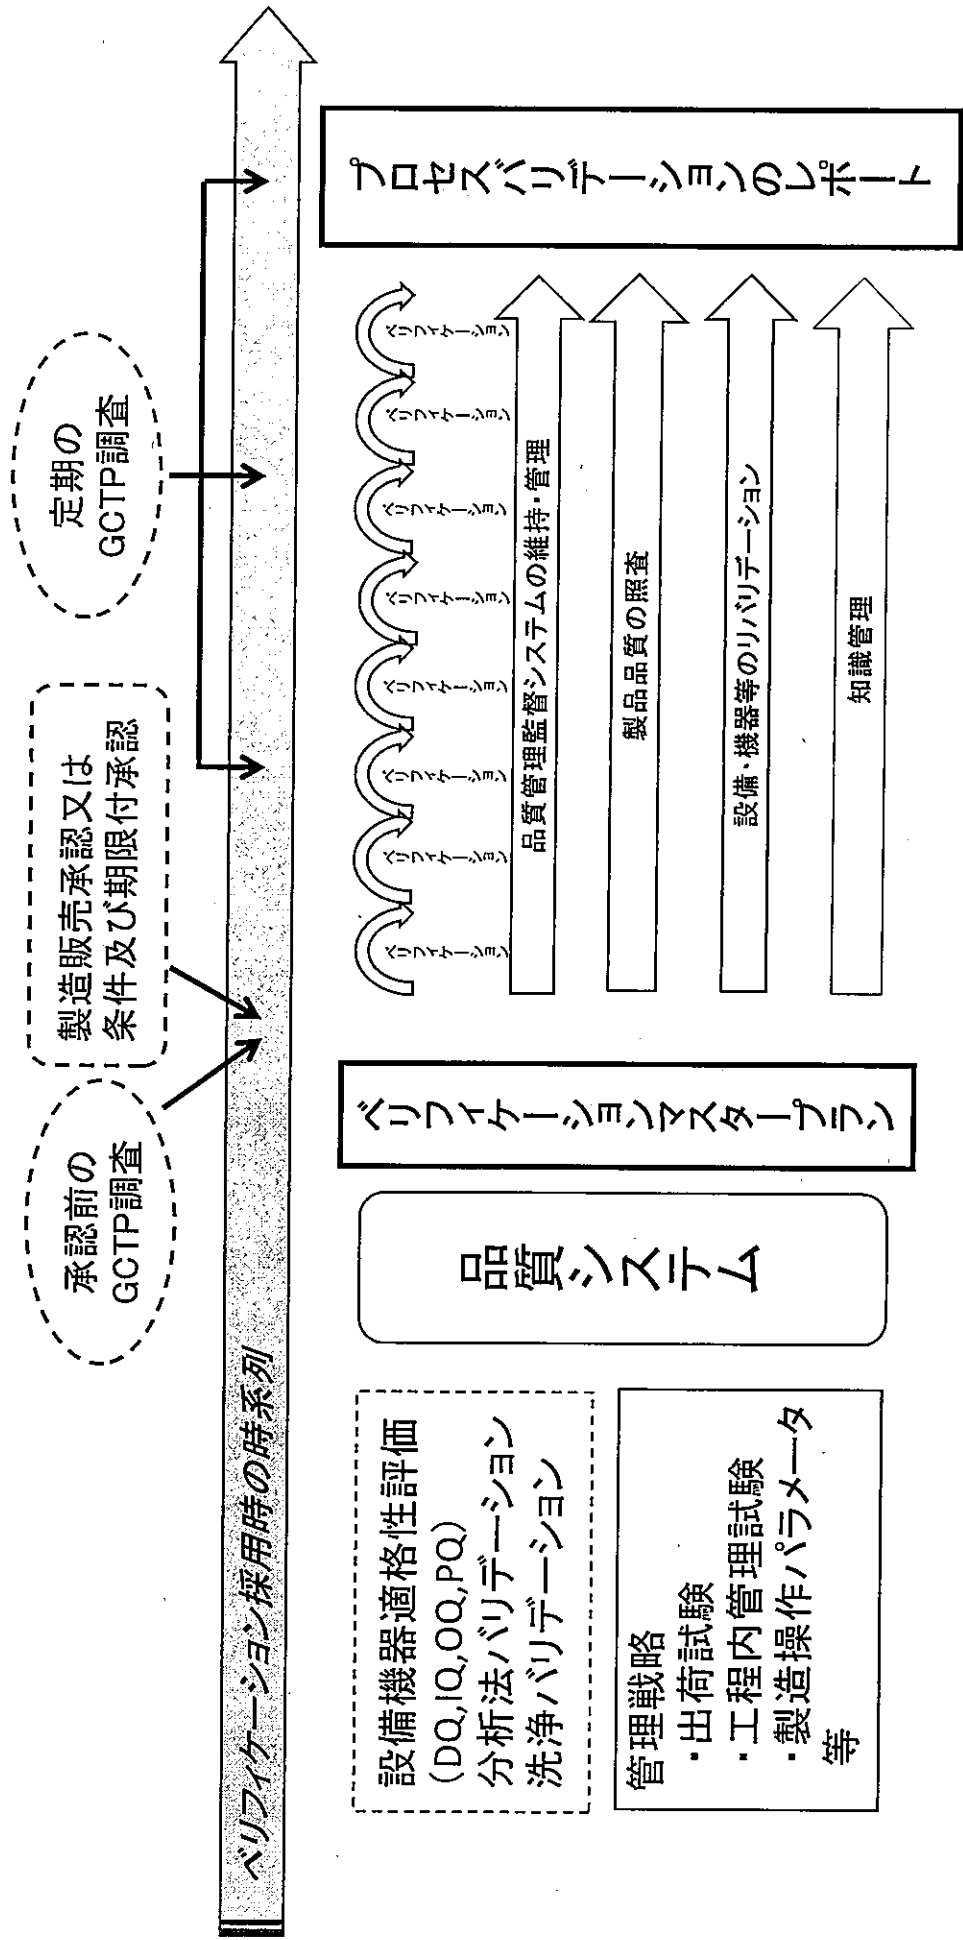 承認前の
GCTP調査
製造販売承認又は
条件及び期限付承認
定期の
GCTP調査
ベリフィケーション採用時の時系列
設備機器適格性評価
(DQ,IQ,OQ,PQ)
分析法バリデーション
洗浄バリデーション
管理戦略
・出荷試験
・工程内管理試験
・製造操作パラメータ
等
品質システム
ベリフィケーションマスタープラン
ベリフィケーション
ベリフィケーション
ベリフィケーション
ベリフィケーション
ベリフィケーション
ベリフィケーション
ベリフィケーション
ベリフィケーション
品質管理監督システムの維持・管理
製品品質の照査
設備・機器等のリバリデーション
知識管理
プロセスバリデーションのレポート